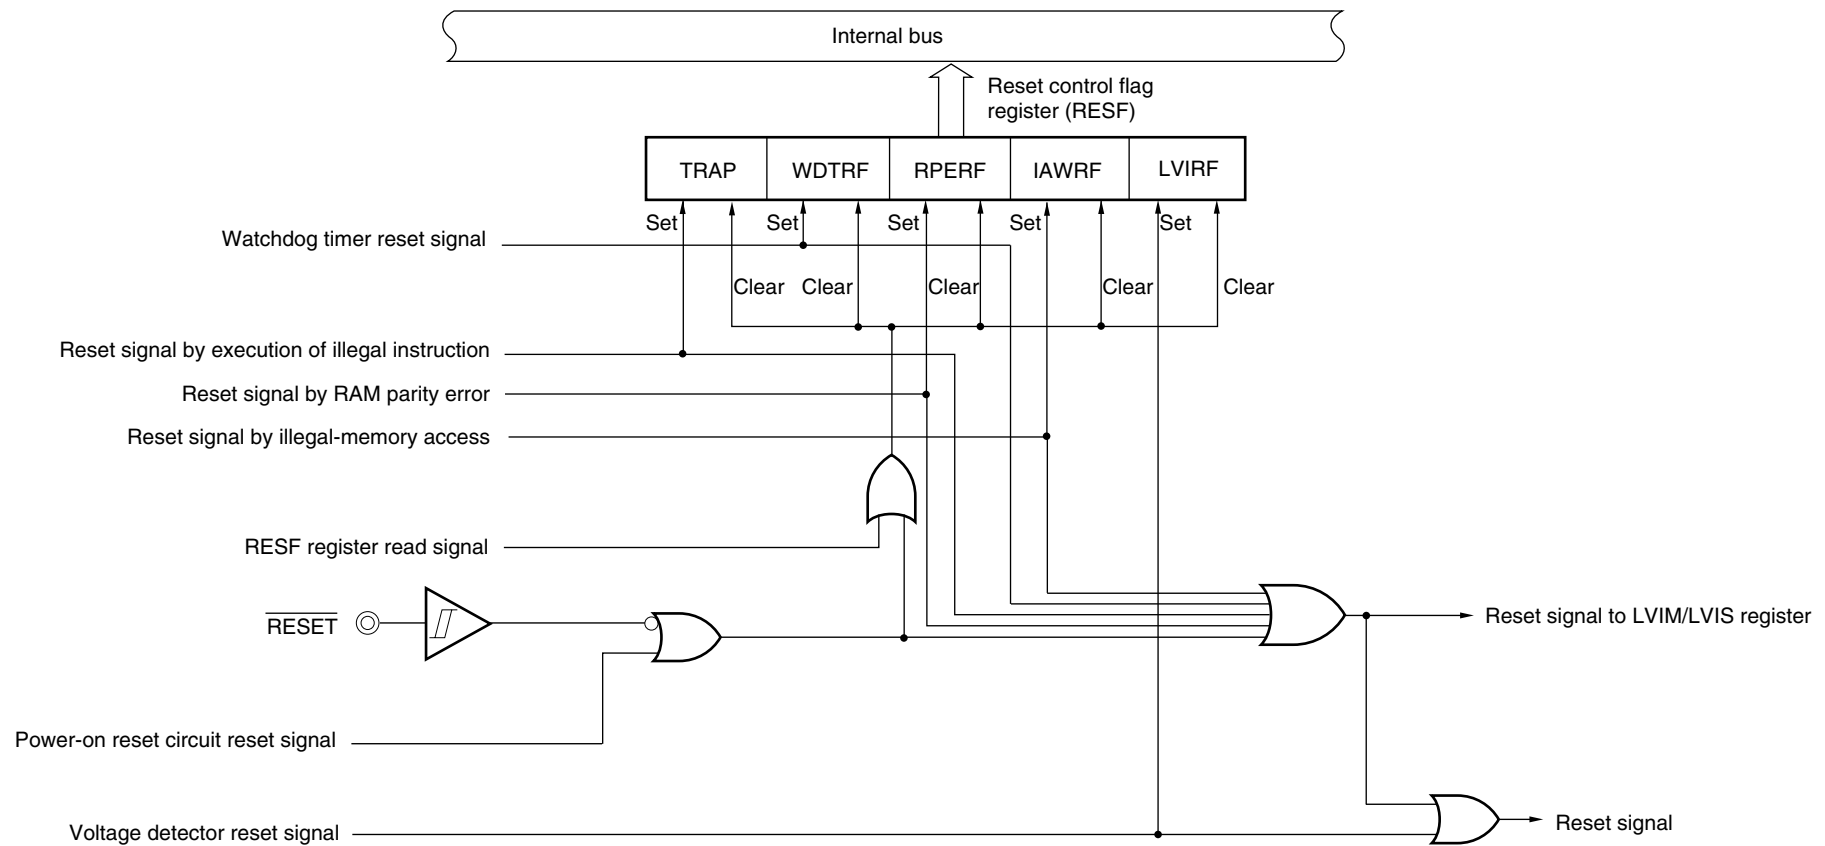 Internal bus
Reset control flag
register (RESF)
TRAP WDTRF RPERF IAWRF LVIRF
Set Set Set Set Set
Watchdog timer reset signal
Clear Clear Clear Clear Clear
Reset signal by execution of illegal instruction
Reset signal by RAM parity error
Reset signal by illegal-memory access
RESF register read signal
RESET
Reset signal to LVIM/LVIS register
Power-on reset circuit reset signal
Voltage detector reset signal
Reset signal